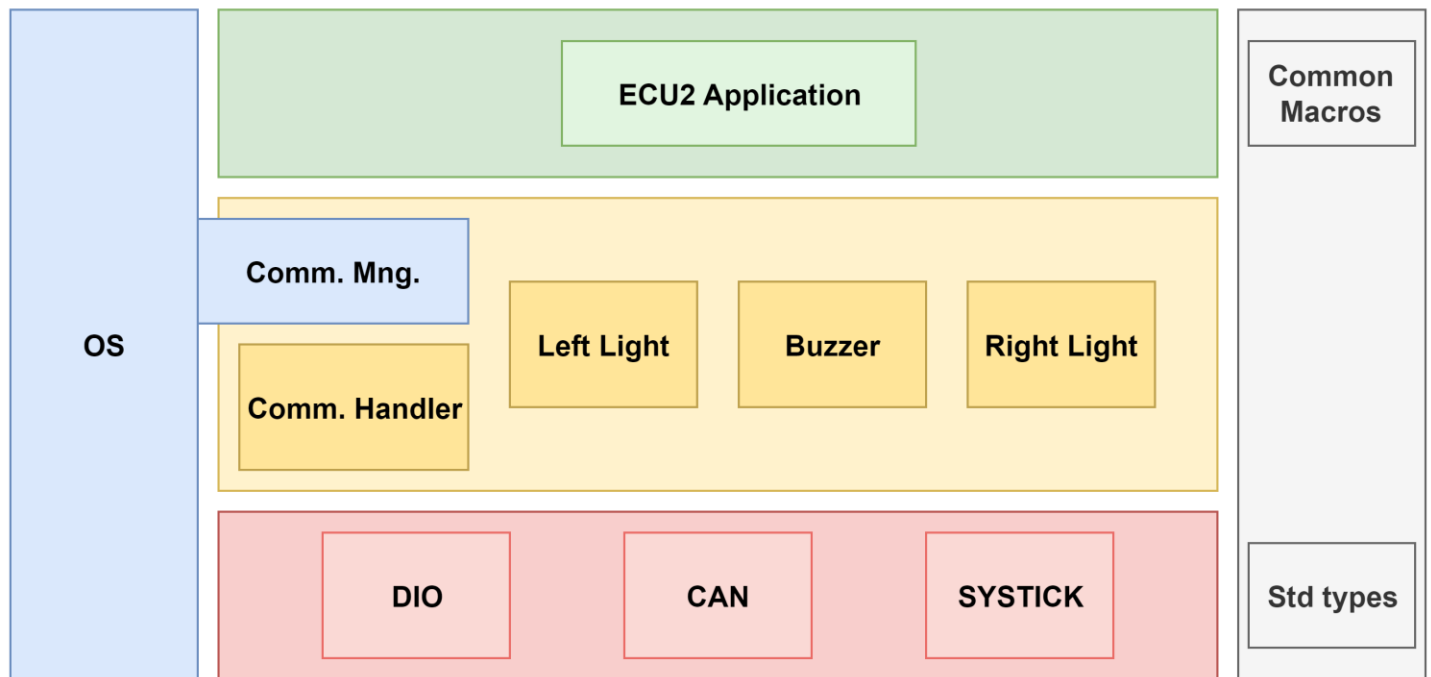 ECU2 Application
Common
Macros
Comm. Mng.
OS
Left Light
Buzzer
Right Light
Comm. Handler
DIO
CAN
SYSTICK
Std types